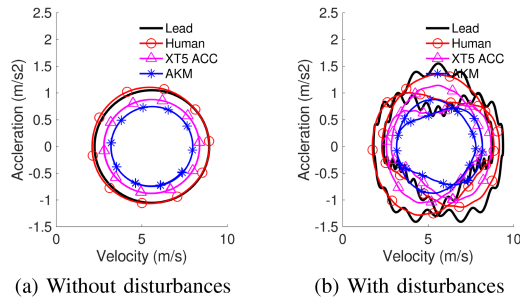 2.5
2
1.5
1
0.5
0
-0.5
-1
-1.5
Acceleration (m/s2)
Lead
Human
XT5 ACC
AKM
0 5 10
Velocity (m/s)
(a) Without disturbances
2.5
2
1.5
1
0.5
0
-0.5
-1
-1.5
Acceleration (m/s2)
Lead
Human
XT5 ACC
AKM
0 5 10
Velocity (m/s)
(b) With disturbances